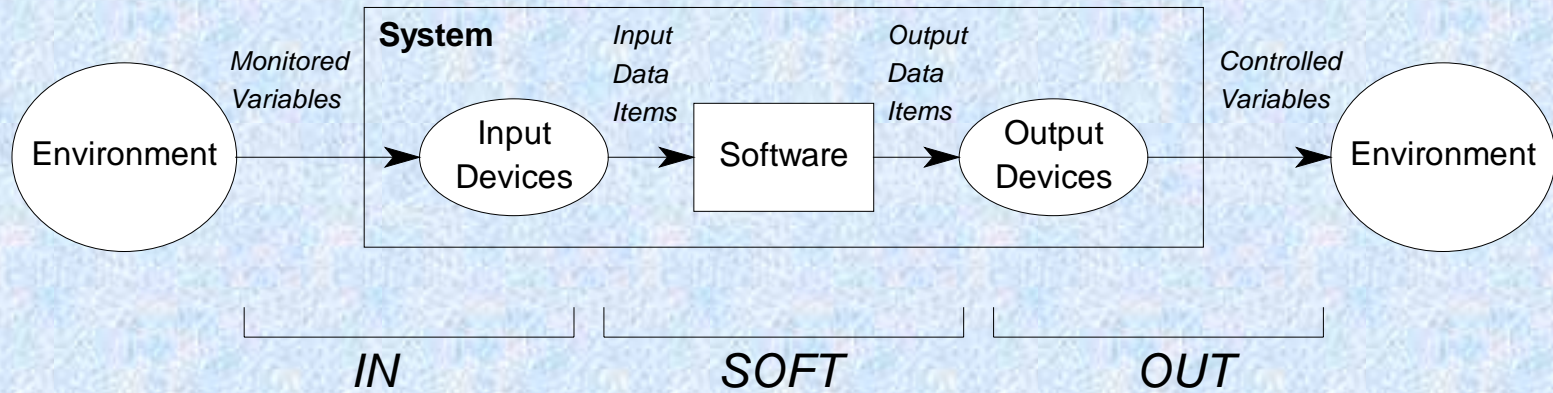 System
Monitored
Variables
Input
Data
Items
Output
Data
Items
Controlled
Variables
Environment
Input
Devices
Software
Output
Devices
Environment
IN
SOFT
OUT